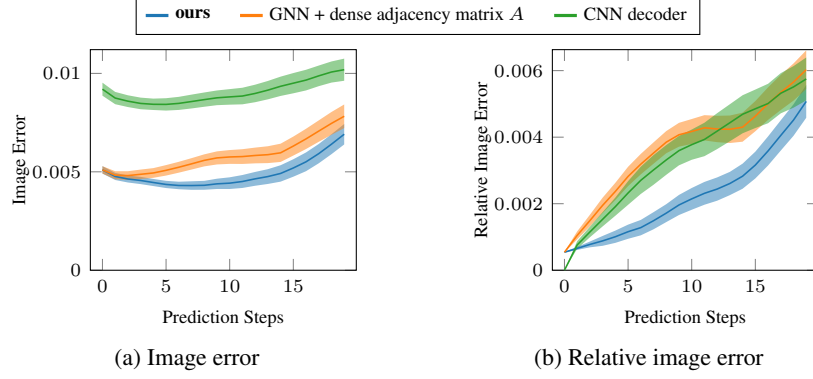 ours GNN + dense adjacency matrix A CNN decoder
0.01
0.005
0
Image Error
0 5 10 15
Prediction Steps
(a) Image error
0.006
0.004
0.002
0
Relative Image Error
0 5 10 15
Prediction Steps
(b) Relative image error